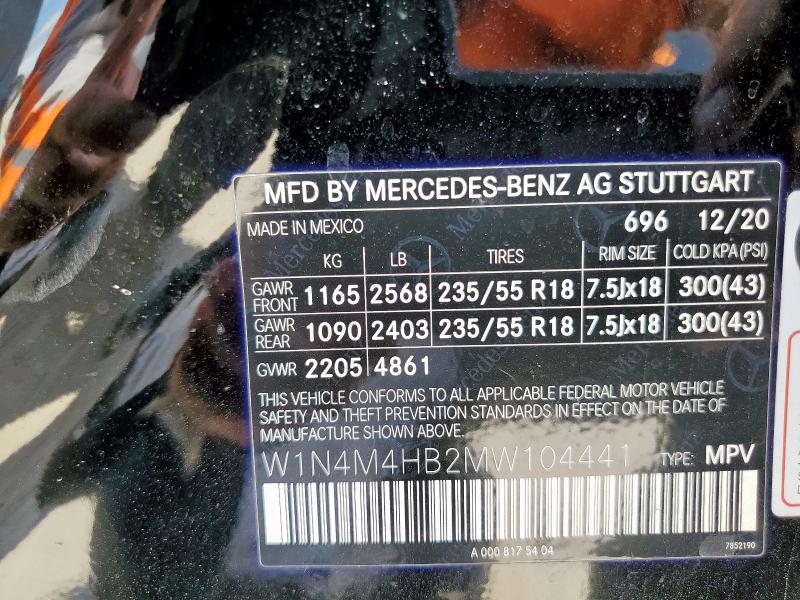 MFD BY MERCEDES-BENZ AG STUTTGART
MADE IN MEXICO 696 12/20
KG LB TIRES RIM SIZE COLD KPA (PSI)
GAWR FRONT 1165 2568 235/55 R18 7.5Jx18 300(43)
GAWR REAR 1090 2403 235/55 R18 7.5Jx18 300(43)
GVWR 2205 4861
THIS VEHICLE CONFORMS TO ALL APPLICABLE FEDERAL MOTOR VEHICLE
SAFETY AND THEFT PREVENTION STANDARDS IN EFFECT ON THE DATE OF
MANUFACTURE SHOWN ABOVE.
W1N4M4HB2MW104441 TYPE: MPV
A 000 817 54 04 7852190